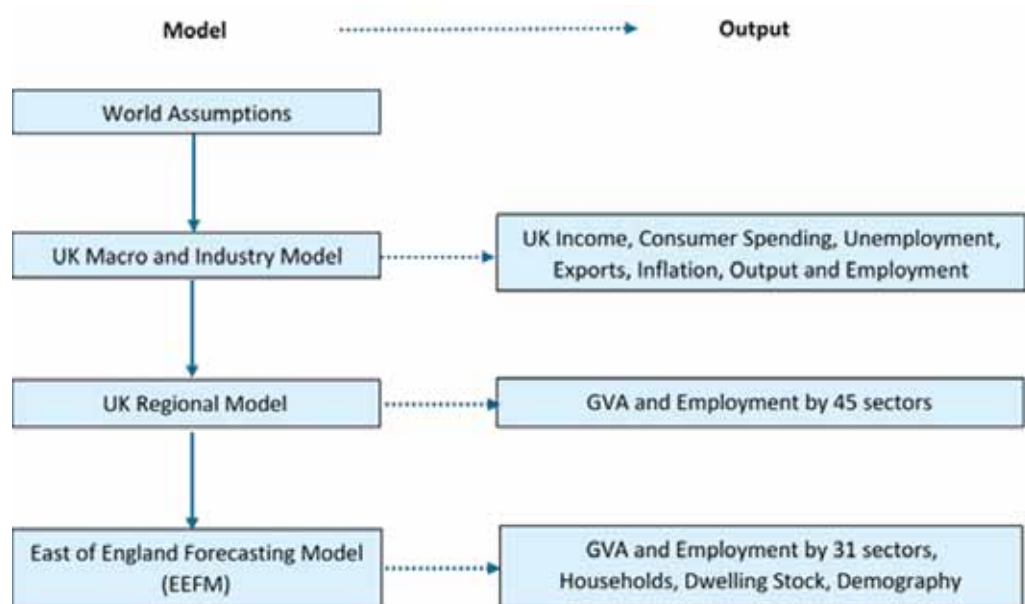 Model
Output
World Assumptions
UK Macro and Industry Model
UK Income, Consumer Spending, Unemployment,
Exports, Inflation, Output and Employment
UK Regional Model
GVA and Employment by 45 sectors
East of England Forecasting Model
(EEFM)
GVA and Employment by 31 sectors,
Households, Dwelling Stock, Demography